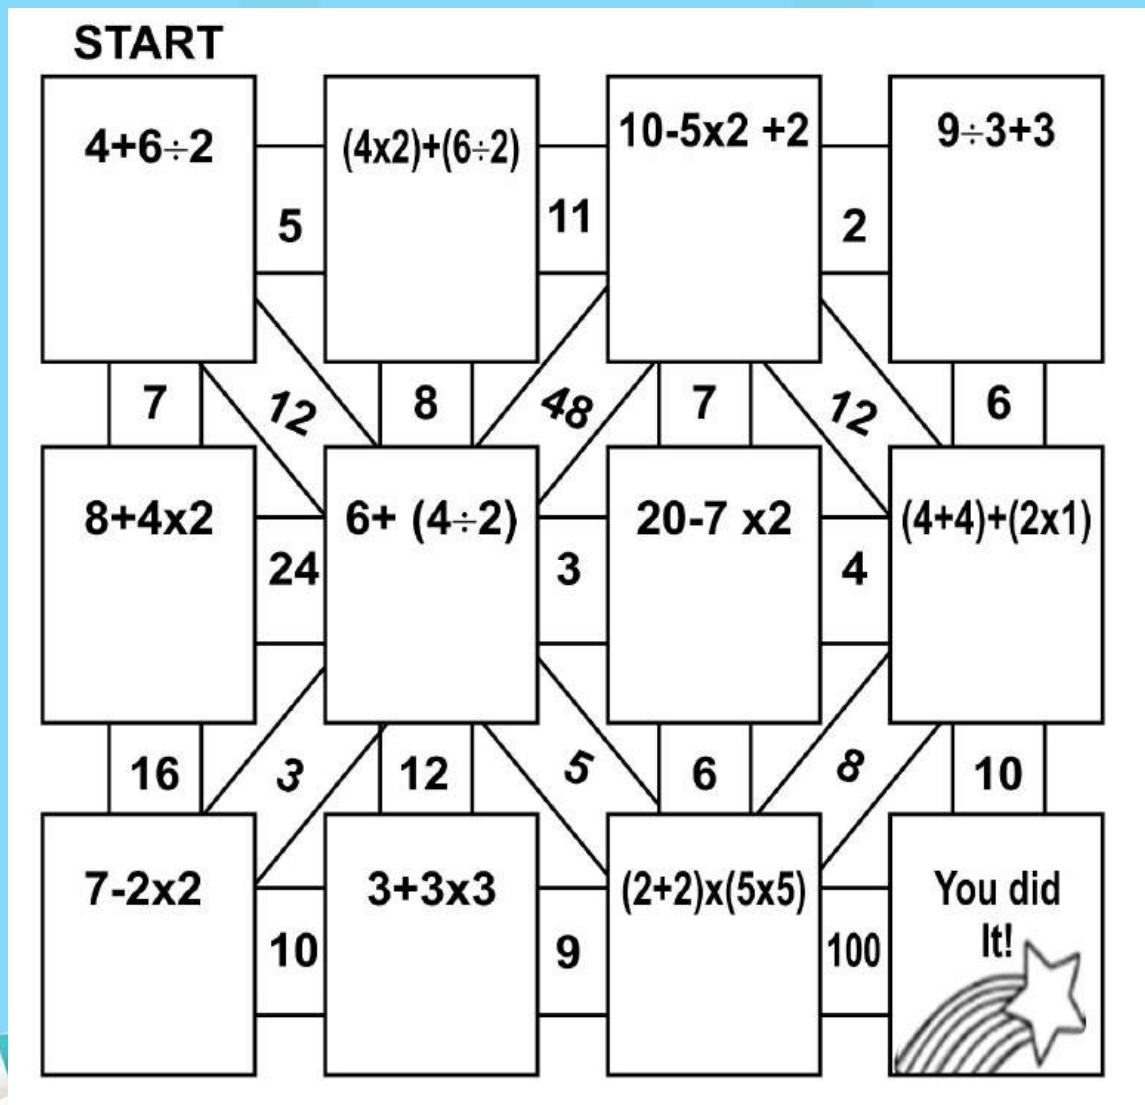 START
4+6÷2
(4x2)+(6÷2)
10-5x2 +2
9÷3+3
5
11
2
7
12
8
48
7
12
6
8+4x2
6+ (4÷2)
20-7 x2
(4+4)+(2x1)
24
3
4
16
3
12
5
6
8
10
7-2x2
3+3x3
(2+2)x(5x5)
You did
It!
10
9
100